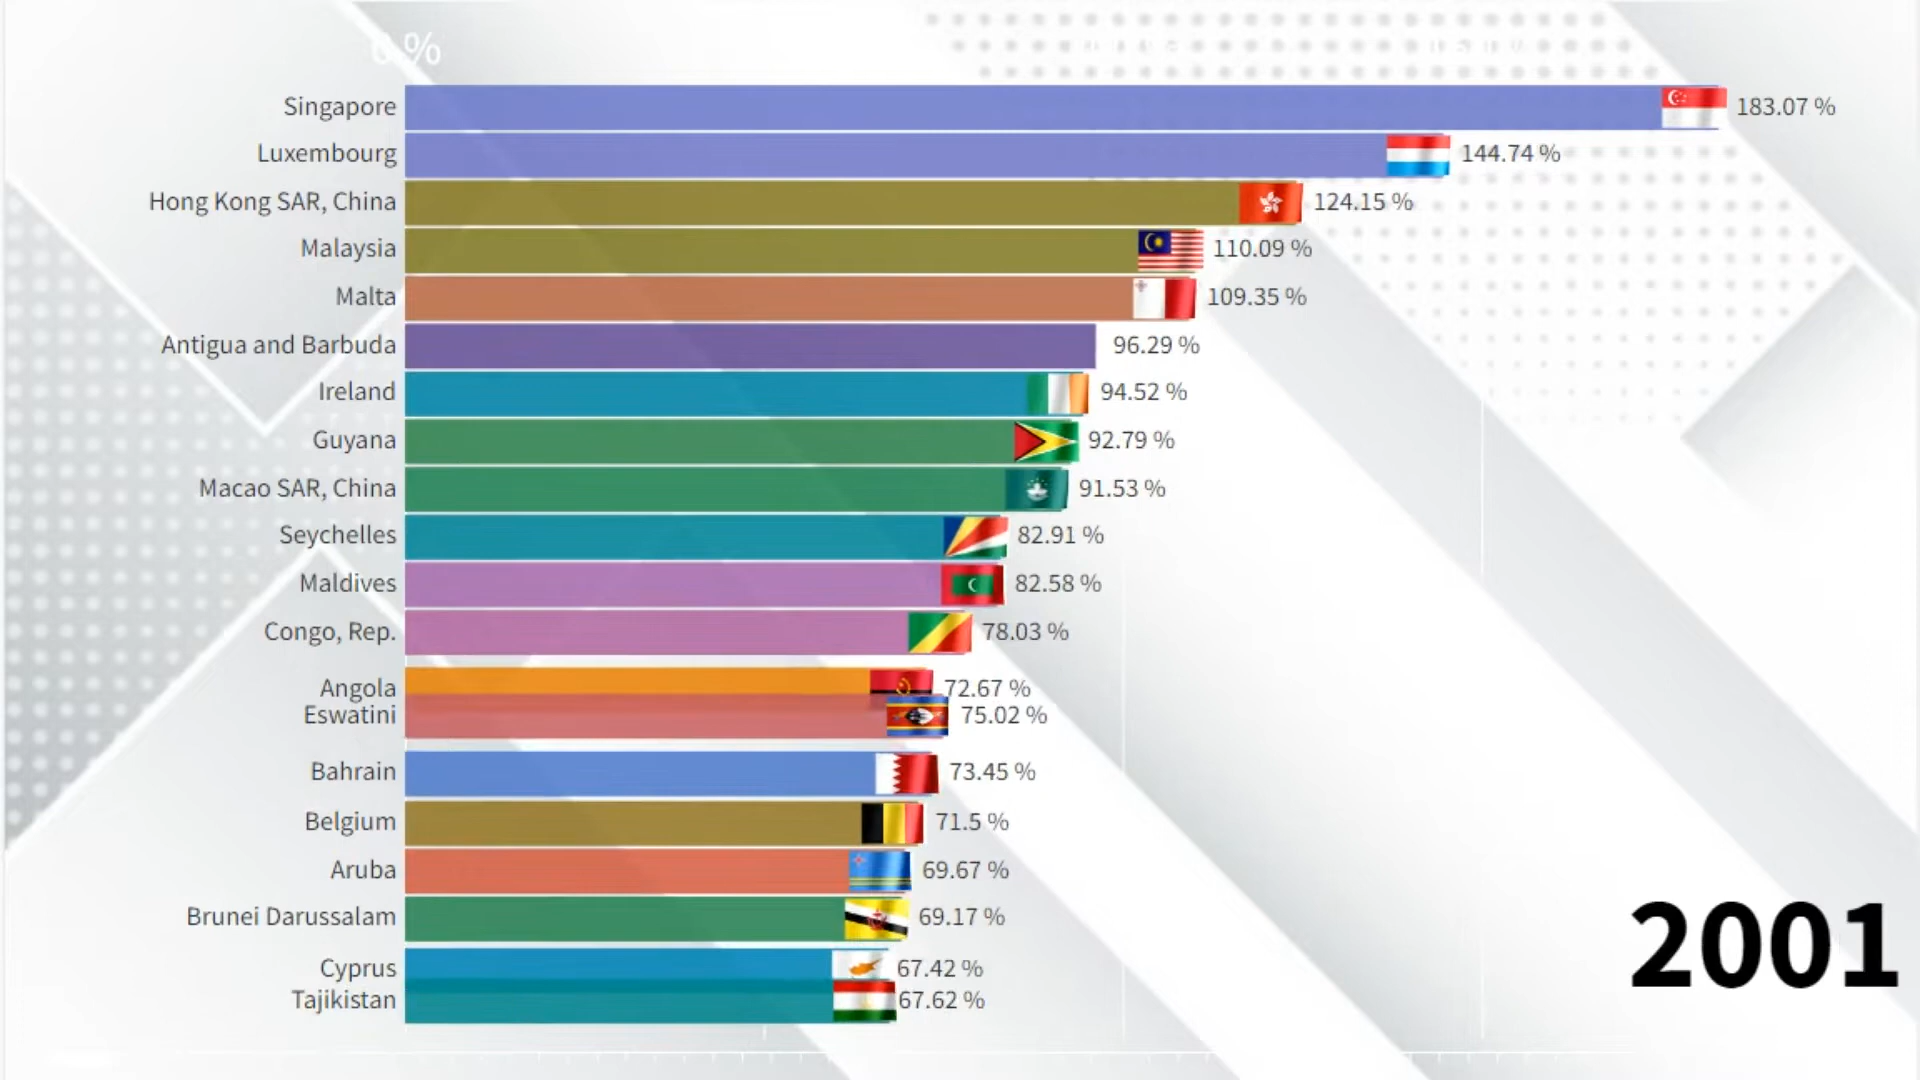 %
Singapore 183.07 %
Luxembourg 144.74 %
Hong Kong SAR, China 124.15 %
Malaysia 110.09 %
Malta 109.35 %
Antigua and Barbuda 96.29 %
Ireland 94.52 %
Guyana 92.79 %
Macao SAR, China 91.53 %
Seychelles 82.91 %
Maldives 82.58 %
Congo, Rep. 78.03 %
Angola 72.67 %
Eswatini 75.02 %
Bahrain 73.45 %
Belgium 71.5 %
Aruba 69.67 %
Brunei Darussalam 69.17 %
2001
Cyprus 67.42 %
Tajikistan 67.62 %